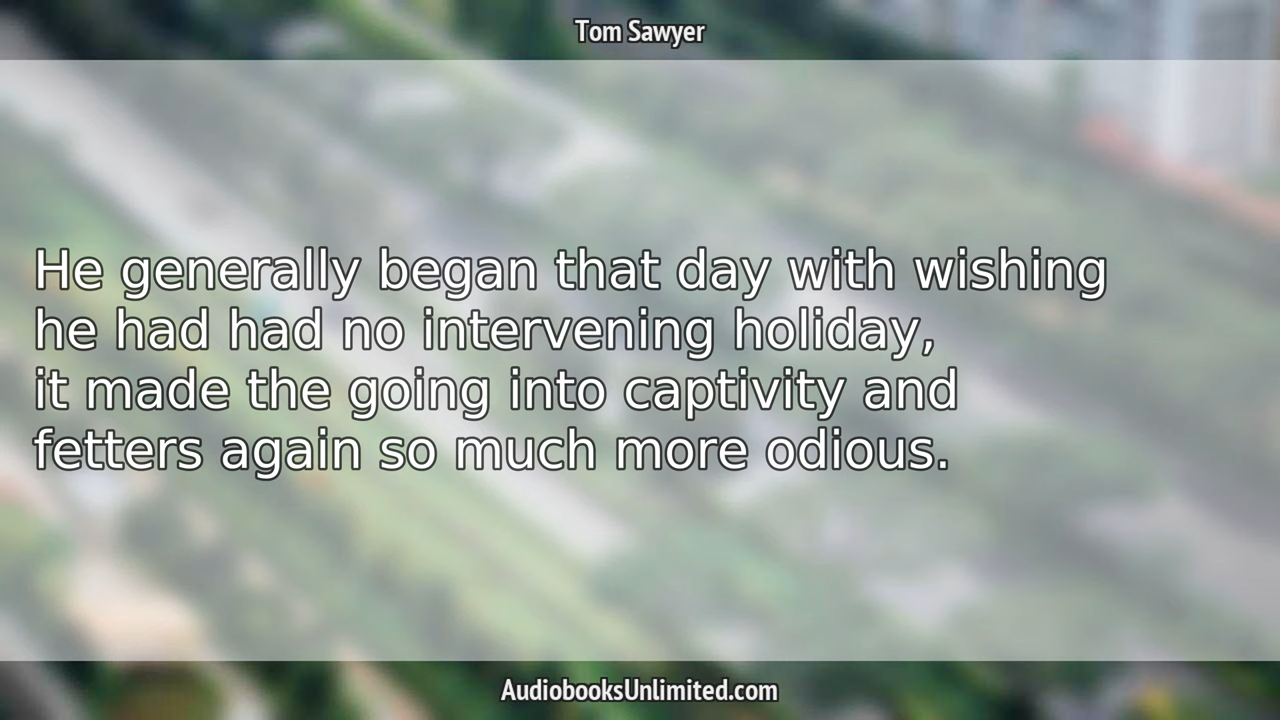 Tom Sawyer
He generally began that day with wishing
he had had no intervening holiday,
it made the going into captivity and
fetters again so much more odious.
AudiobooksUnlimited.com